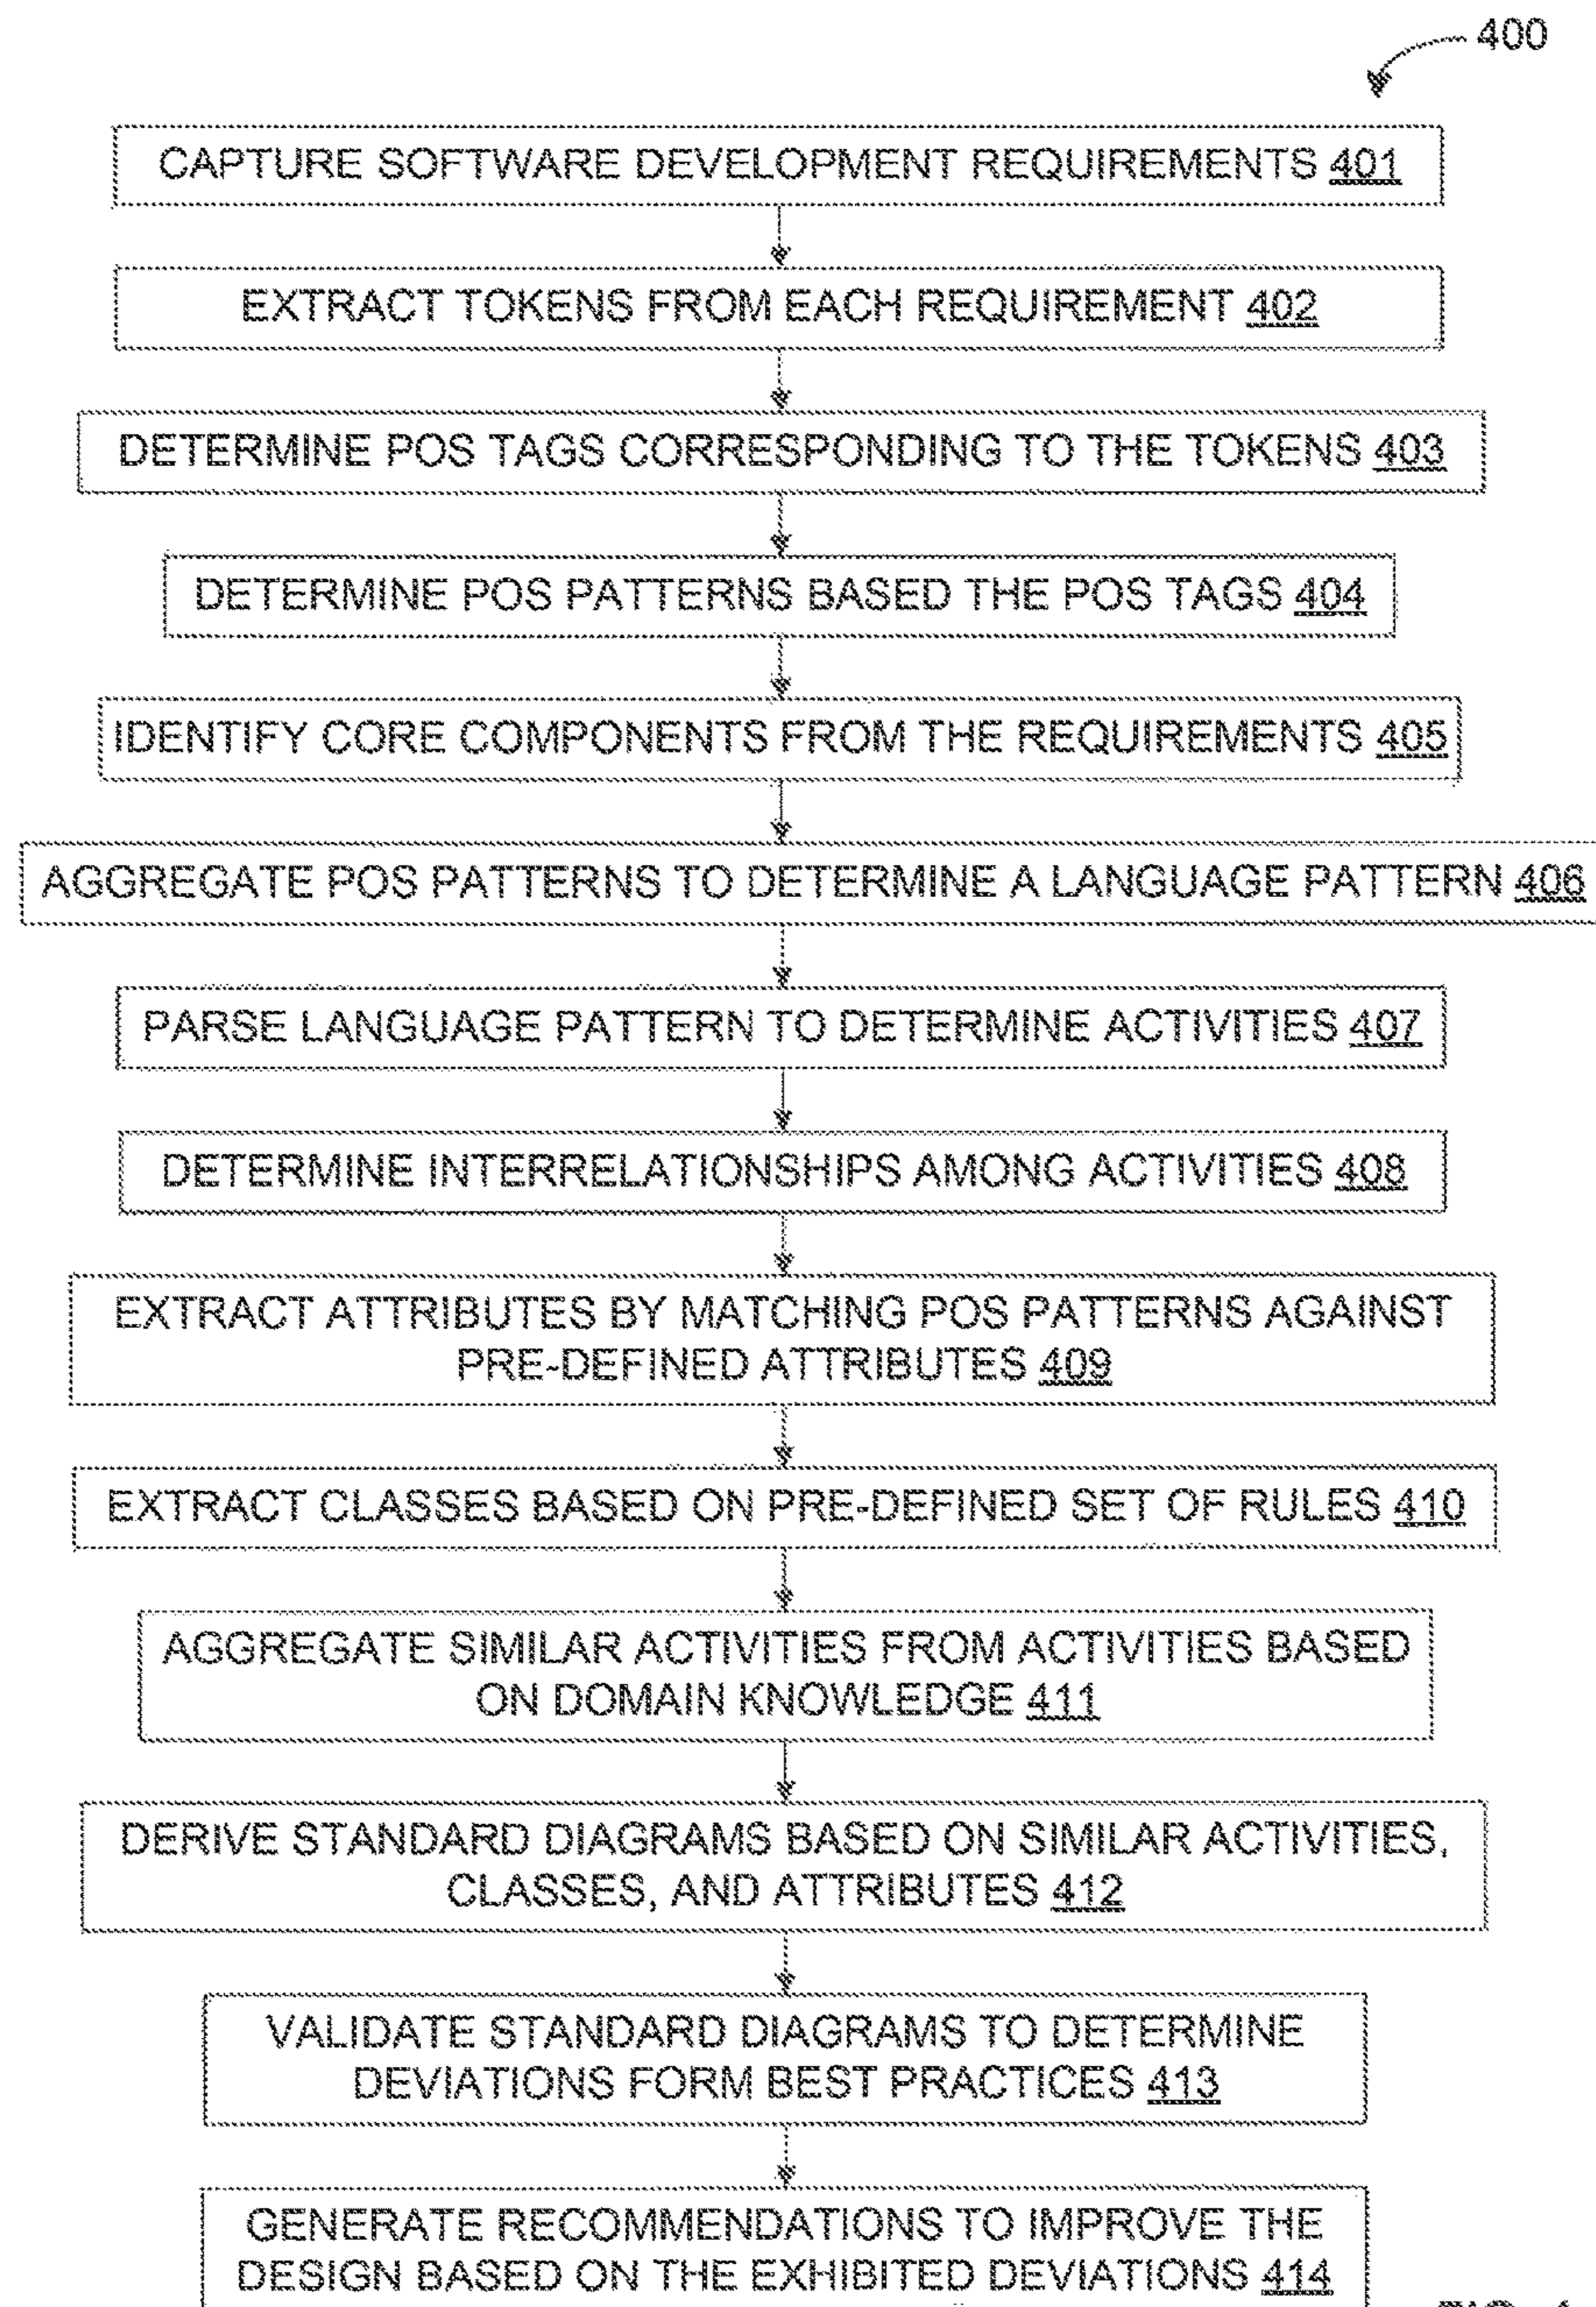 400
CAPTURE SOFTWARE DEVELOPMENT REQUIREMENTS 401
EXTRACT TOKENS FROM EACH REQUIREMENT 402
DETERMINE POS TAGS CORRESPONDING TO THE TOKENS 403
DETERMINE POS PATTERNS BASED THE POS TAGS 404
IDENTIFY CORE COMPONENTS FROM THE REQUIREMENTS 405
AGGREGATE POS PATTERNS TO DETERMINE A LANGUAGE PATTERN 406
PARSE LANGUAGE PATTERN TO DETERMINE ACTIVITIES 407
DETERMINE INTERRELATIONSHIPS AMONG ACTIVITIES 408
EXTRACT ATTRIBUTES BY MATCHING POS PATTERNS AGAINST
PRE-DEFINED ATTRIBUTES 409
EXTRACT CLASSES BASED ON PRE-DEFINED SET OF RULES 410
AGGREGATE SIMILAR ACTIVITIES FROM ACTIVITIES BASED
ON DOMAIN KNOWLEDGE 411
DERIVE STANDARD DIAGRAMS BASED ON SIMILAR ACTIVITIES,
CLASSES, AND ATTRIBUTES 412
VALIDATE STANDARD DIAGRAMS TO DETERMINE
DEVIATIONS FORM BEST PRACTICES 413
GENERATE RECOMMENDATIONS TO IMPROVE THE
DESIGN BASED ON THE EXHIBITED DEVIATIONS 414